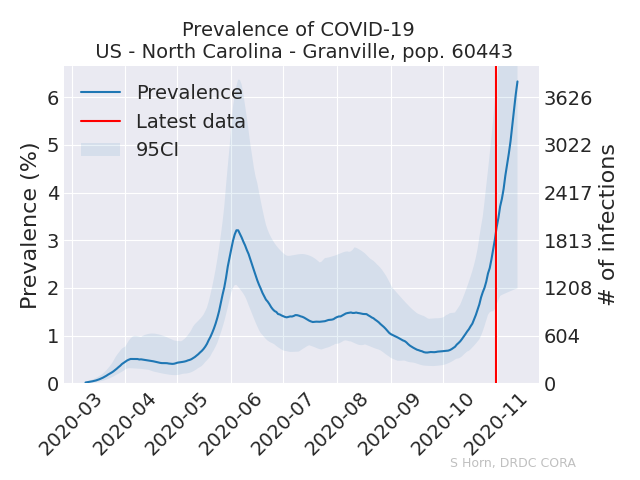 Prevalence of COVID-19
US - North Carolina - Granville, pop. 60443
Prevalence
Latest data
95CI
Prevalence (%)
6
5
4
3
2
1
0
3626
3022
2417
1813
1208
604
0
# of infections
2020-03
2020-04
2020-05
2020-06
2020-07
2020-08
2020-09
2020-10
2020-11
S Horn, DRDC CORA